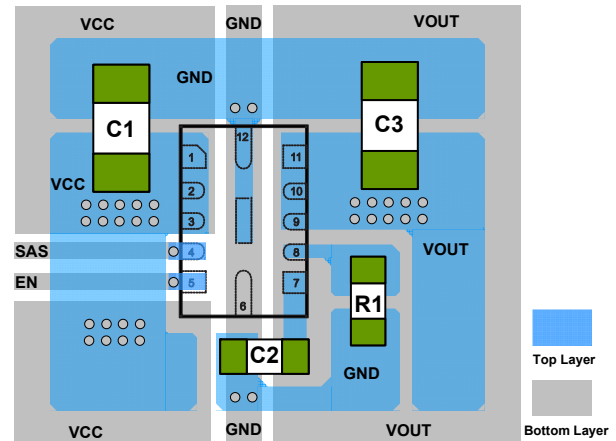 VCC GND VOUT
GND
C1 C3
12
1 11
VCC 2 10
3 9
SAS 4 8 VOUT
EN 5 7
6 R1
C2 GND
Top Layer
VCC GND VOUT Bottom Layer